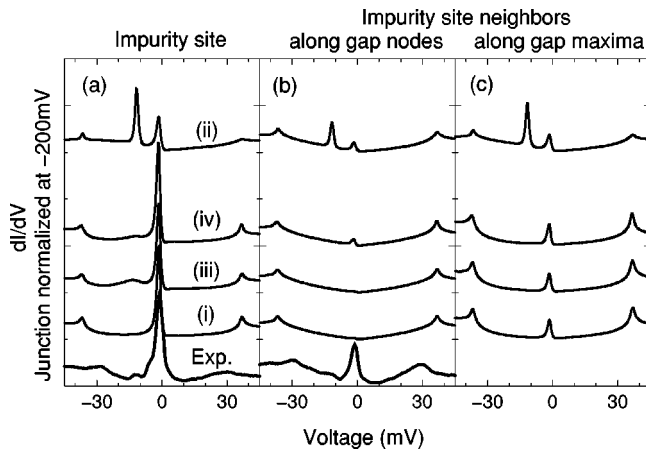 Impurity site neighbors
Impurity site
along gap nodes
along gap maxima
(a)
(b)
(c)
(ii)
(iv)
(iii)
(i)
Exp.
dI/dV
Junction normalized at -200mV
-30 0 30
-30 0 30
-30 0 30
Voltage (mV)